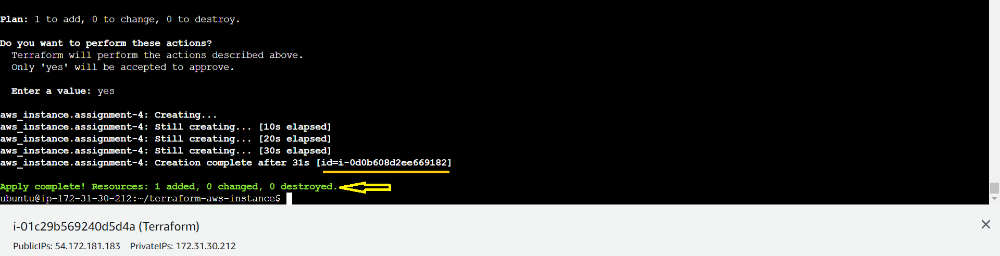 Plan: 1 to add, 0 to change, 0 to destroy.
Do you want to perform these actions?
Terraform will perform the actions described above.
Only 'yes' will be accepted to approve.
Enter a value: yes
aws_instance.assignment-4: Creating...
aws_instance.assignment-4: Still creating... [10s elapsed]
aws_instance.assignment-4: Still creating... [20s elapsed]
aws_instance.assignment-4: Still creating... [30s elapsed]
aws_instance.assignment-4: Creation complete after 31s [id=i-0d0b608d2ee669182]
Apply complete! Resources: 1 added, 0 changed, 0 destroyed.
ubuntu@ip-172-31-30-212:~/terraform-aws-instance$
i-01c29b569240d5d4a (Terraform)
PublicIPs: 54.172.181.183 PrivateIPs: 172.31.30.212